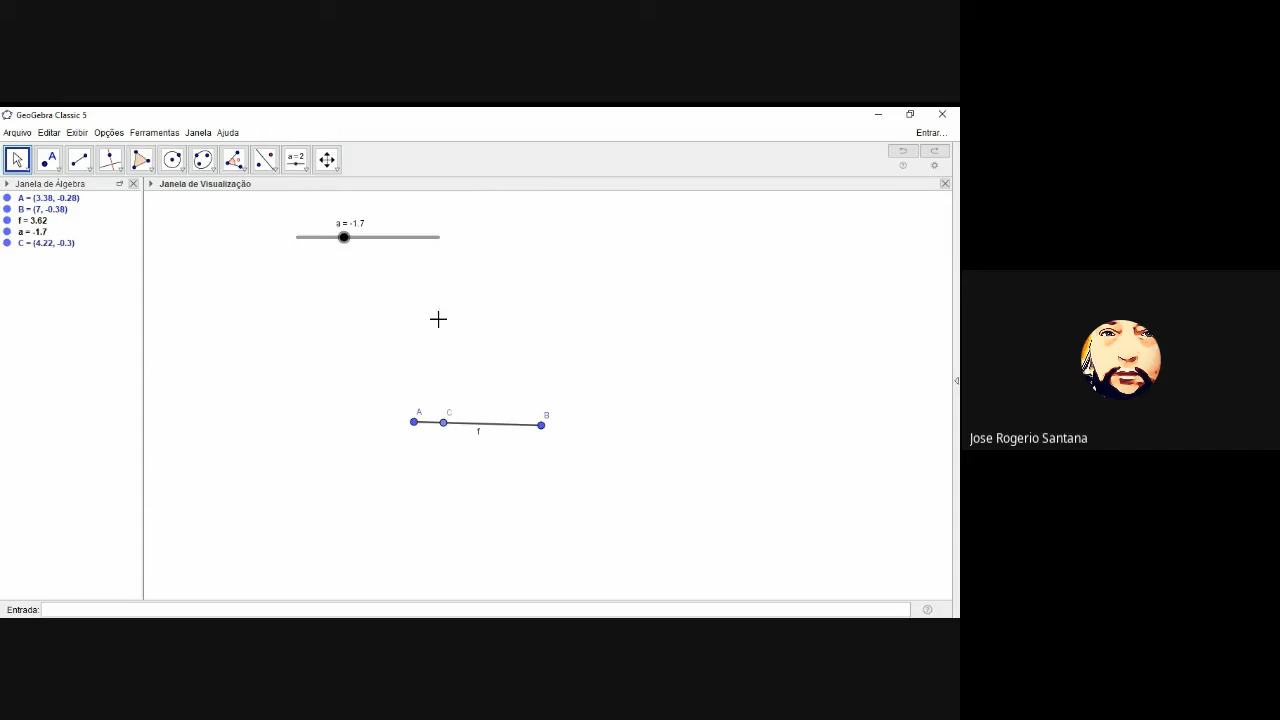 GeoGebra Classic 5
Arquivo Editar Exibir Opções Ferramentas Janela Ajuda
Entrar...
A
a = 2
Janela de Álgebra
Janela de Visualização
A = (3.38, -0.28)
B = (7, -0.38)
f = 3.62
a = -1.7
C = (4.22, -0.3)
a = -1.7
A
C
B
f
Jose Rogerio Santana
Entrada: